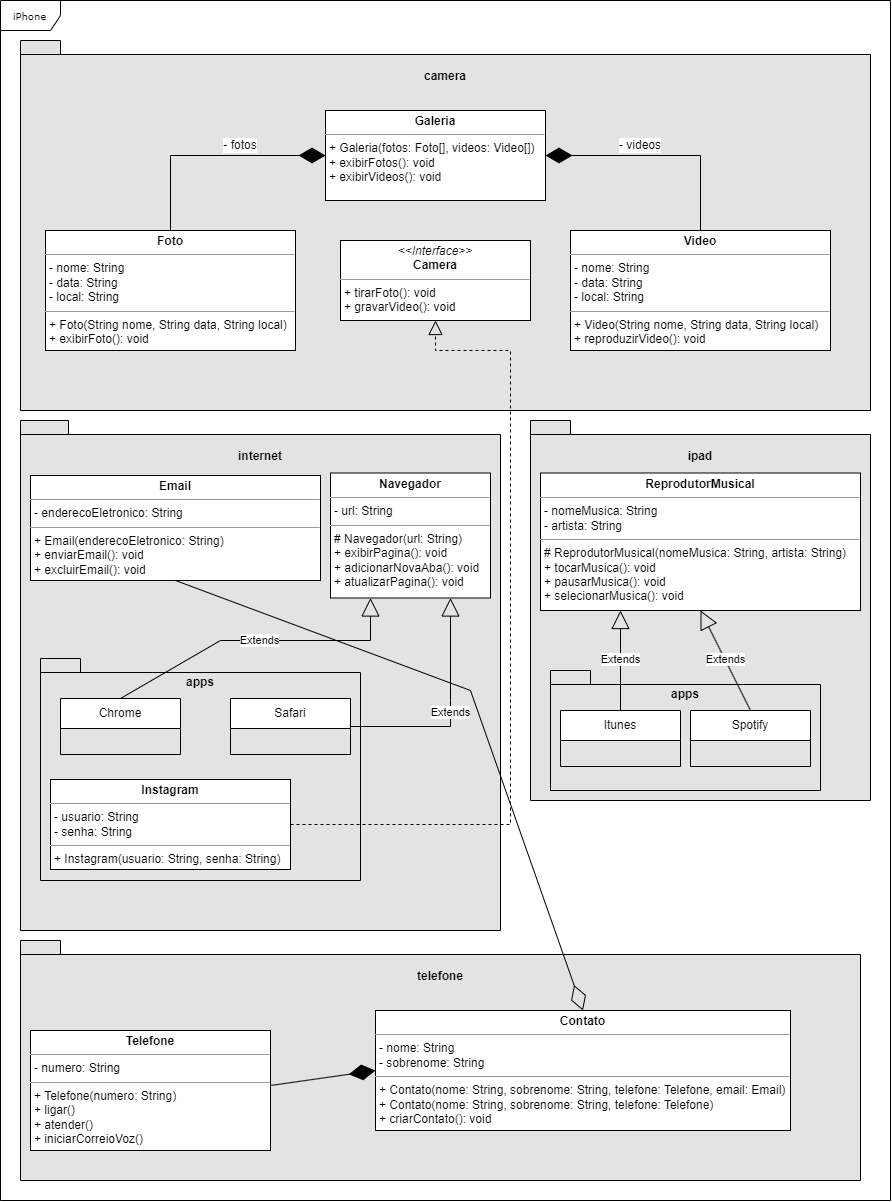 iPhone
camera
Galeria
+ Galeria(fotos: Foto[], videos: Video[])
+ exibirFotos(): void
+ exibirVideos(): void
- fotos
- videos
Foto
- nome: String
- data: String
- local: String
+ Foto(String nome, String data, String local)
+ exibirFoto(): void
<<Interface>>
Camera
+ tirarFoto(): void
+ gravarVideo(): void
Video
- nome: String
- data: String
- local: String
+ Video(String nome, String data, String local)
+ reproduzirVideo(): void
internet
Email
- enderecoEletronico: String
+ Email(enderecoEletronico: String)
+ enviarEmail(): void
+ excluirEmail(): void
Navegador
- url: String
# Navegador(url: String)
+ exibirPagina(): void
+ adicionarNovaAba(): void
+ atualizarPagina(): void
Extends
Extends
apps
Chrome
Safari
Instagram
- usuario: String
- senha: String
+ Instagram(usuario: String, senha: String)
ipad
ReprodutorMusical
- nomeMusica: String
- artista: String
# ReprodutorMusical(nomeMusica: String, artista: String)
+ tocarMusica(): void
+ pausarMusica(): void
+ selecionarMusica(): void
Extends
Extends
apps
Itunes
Spotify
telefone
Telefone
- numero: String
+ Telefone(numero: String)
+ ligar()
+ atender()
+ iniciarCorreioVoz()
Contato
- nome: String
- sobrenome: String
+ Contato(nome: String, sobrenome: String, telefone: Telefone, email: Email)
+ Contato(nome: String, sobrenome: String, telefone: Telefone)
+ criarContato(): void